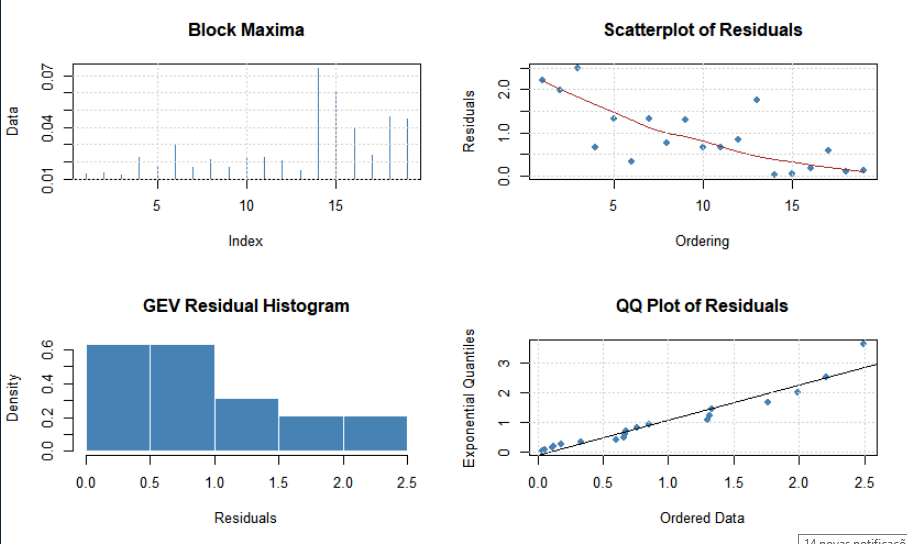 Block Maxima
Data
0.01 0.04 0.07
5 10 15
Index
Scatterplot of Residuals
Residuals
0.0 1.0 2.0
5 10 15
Ordering
GEV Residual Histogram
Density
0.0 0.2 0.4 0.6
0.0 0.5 1.0 1.5 2.0 2.5
Residuals
QQ Plot of Residuals
Exponential Quantiles
0 1 2 3
0.0 0.5 1.0 1.5 2.0 2.5
Ordered Data
14 novas